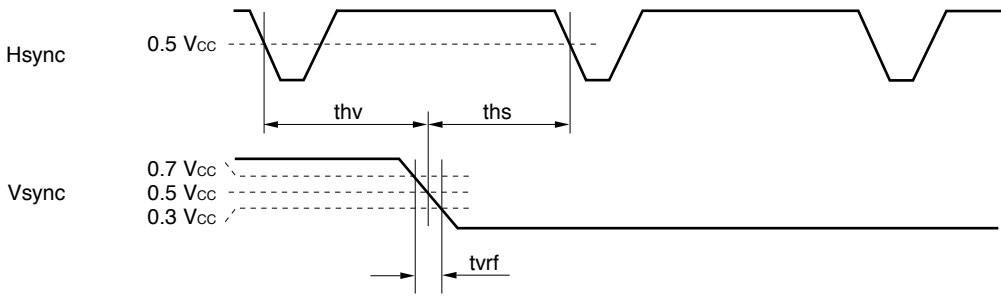 Hsync
0.5 VCC
thv
ths
Vsync
0.7 VCC
0.5 VCC
0.3 VCC
tvrf